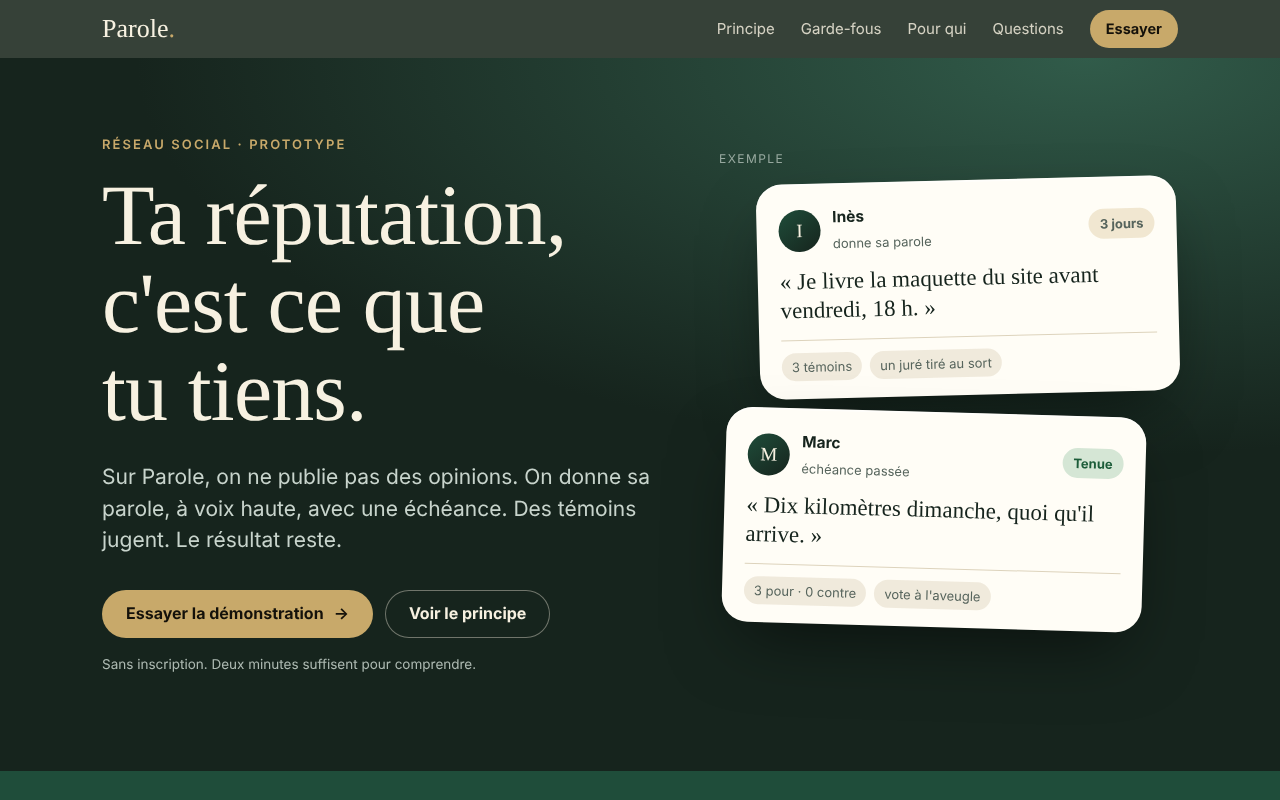 Parole.
Principe
Garde-fous
Pour qui
Questions
Essayer
RÉSEAU SOCIAL · PROTOTYPE
Ta réputation,
c'est ce que
tu tiens.
Sur Parole, on ne publie pas des opinions. On donne sa
parole, à voix haute, avec une échéance. Des témoins
jugent. Le résultat reste.
Essayer la démonstration →
Voir le principe
Sans inscription. Deux minutes suffisent pour comprendre.
EXEMPLE
I
Inès
donne sa parole
3 jours
« Je livre la maquette du site avant
vendredi, 18 h. »
3 témoins
un juré tiré au sort
M
Marc
échéance passée
Tenue
« Dix kilomètres dimanche, quoi qu'il
arrive. »
3 pour · 0 contre
vote à l'aveugle